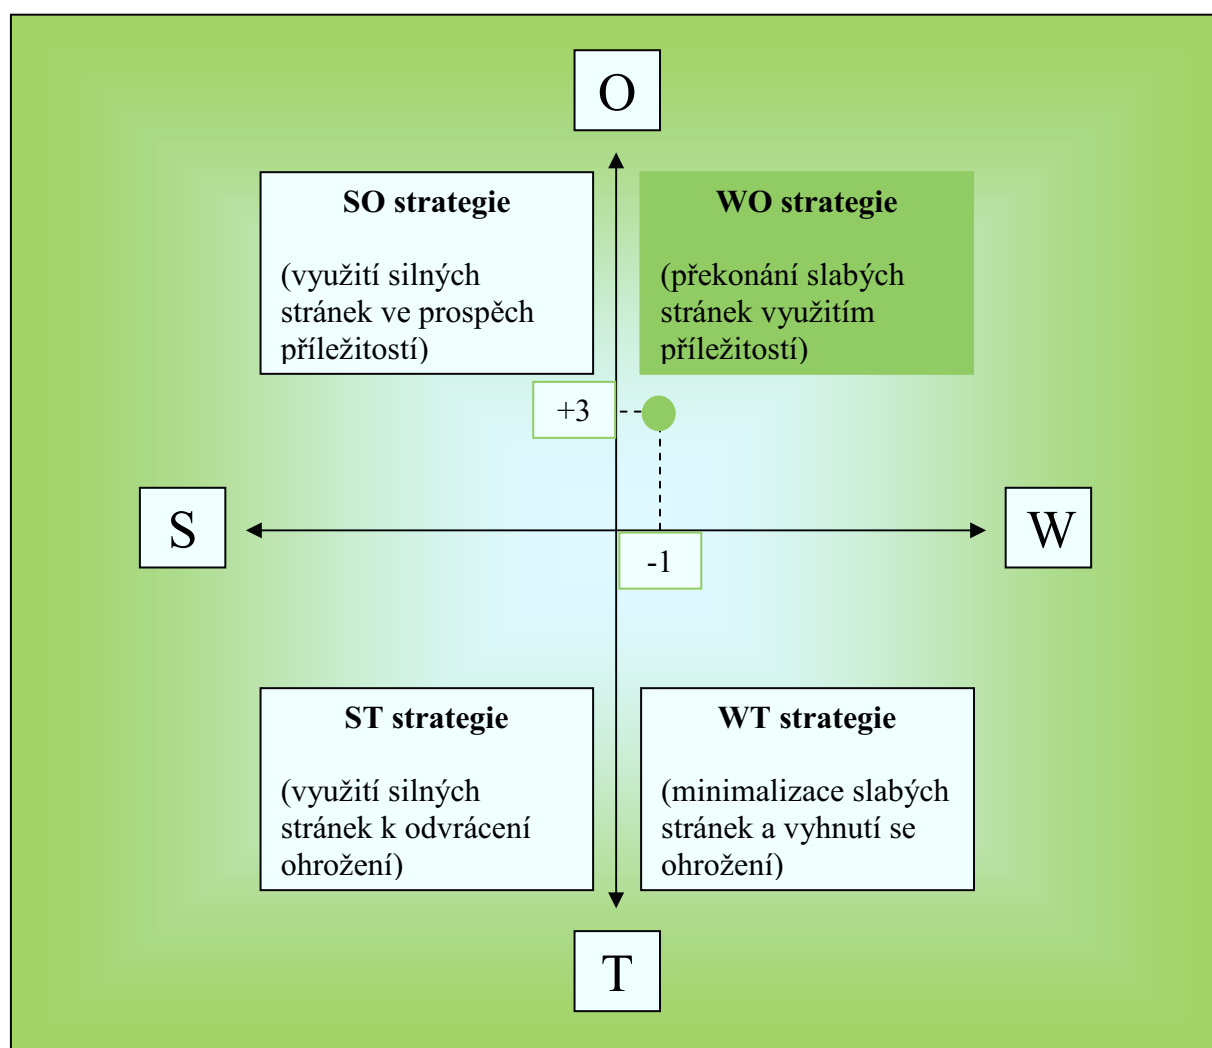 O
SO strategie
(využití silných
stránek ve prospěch
příležitostí)
WO strategie
(překonání slabých
stránek využitím
příležitostí)
+3
S
W
-1
ST strategie
(využití silných
stránek k odvrácení
ohrožení)
WT strategie
(minimalizace slabých
stránek a vyhnutí se
ohrožení)
T